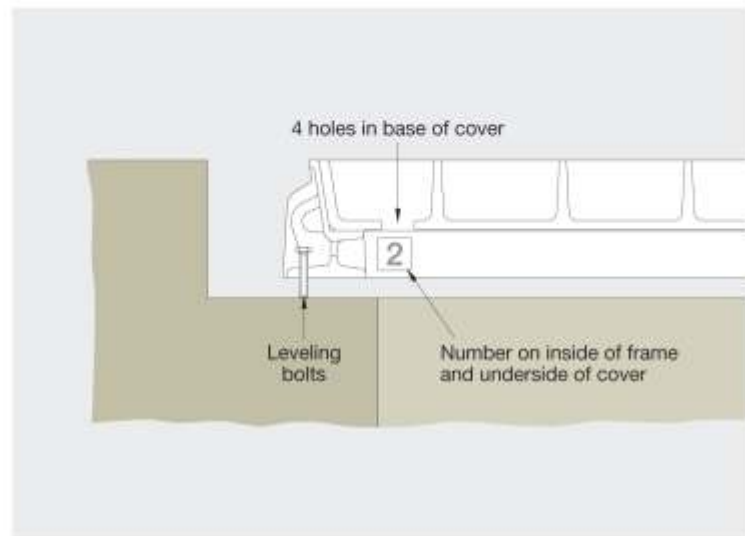 4 holes in base of cover
2
Leveling
bolts
Number on inside of frame
and underside of cover